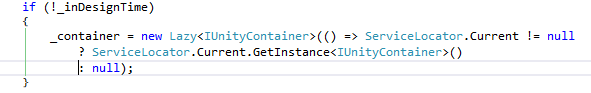 if (!_inDesignTime)
{
_container = new Lazy<IUnityContainer>(() => ServiceLocator.Current != null
? ServiceLocator.Current.GetInstance<IUnityContainer>()
: null);
}